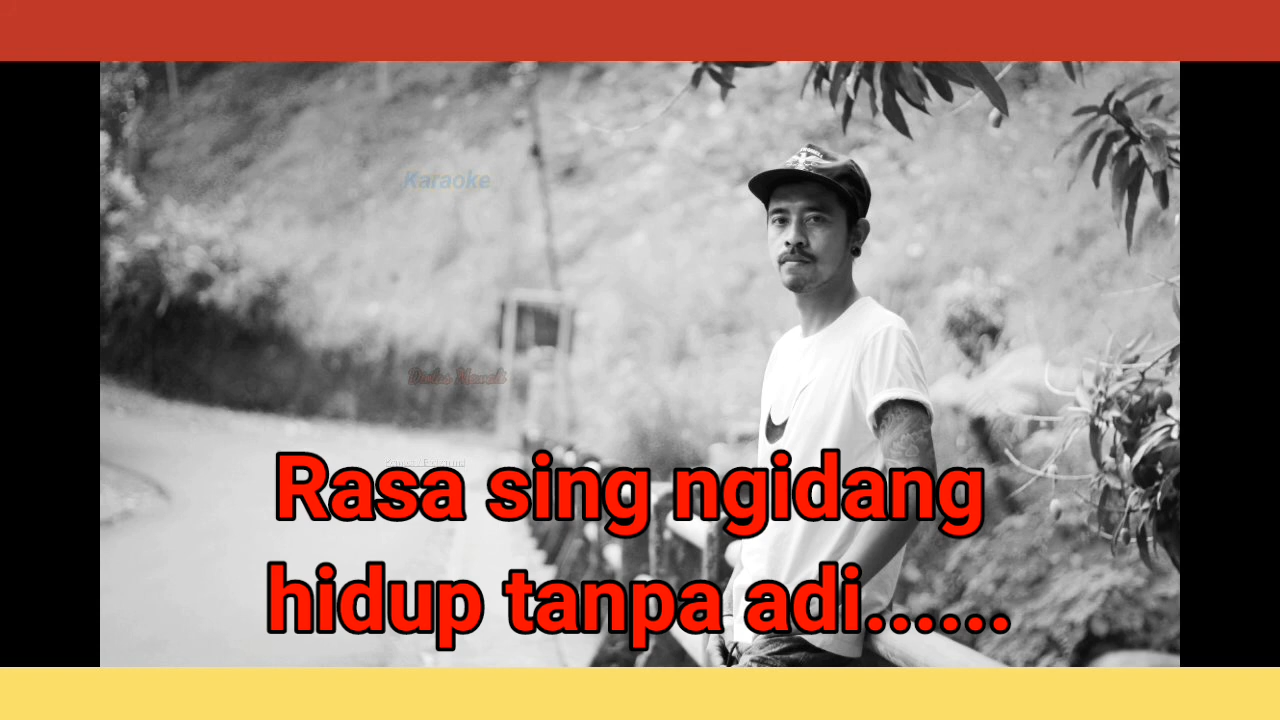 Karaoke
Rasa sing ngidang
hidup tanpa adi......